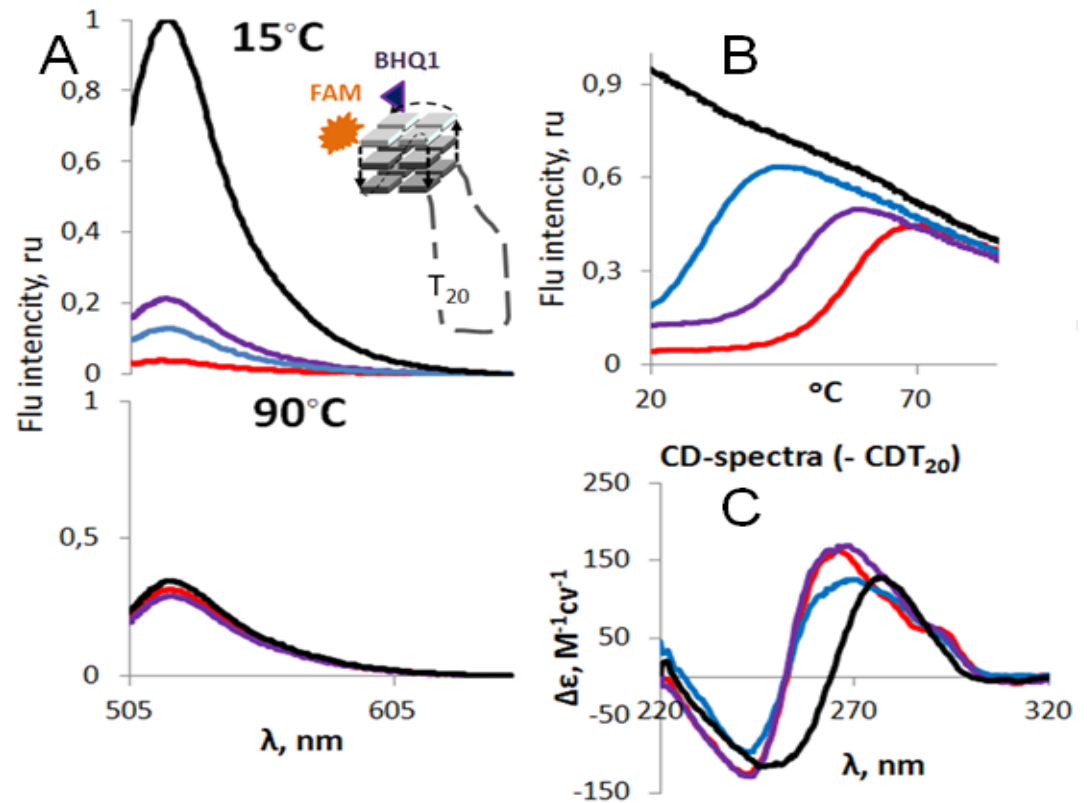 A
15°C
BHQ1
FAM
T20
Flu intencity, ru
1
0,8
0,6
0,4
0,2
0
90°C
1
0,5
0
505
605
λ, nm
B
Flu intencity, ru
0,9
0,6
0,3
0
20
°C
70
CD-spectra (- CDT20)
C
Δε, M-1cv-1
250
150
50
-50
-150
220
270
320
λ, nm